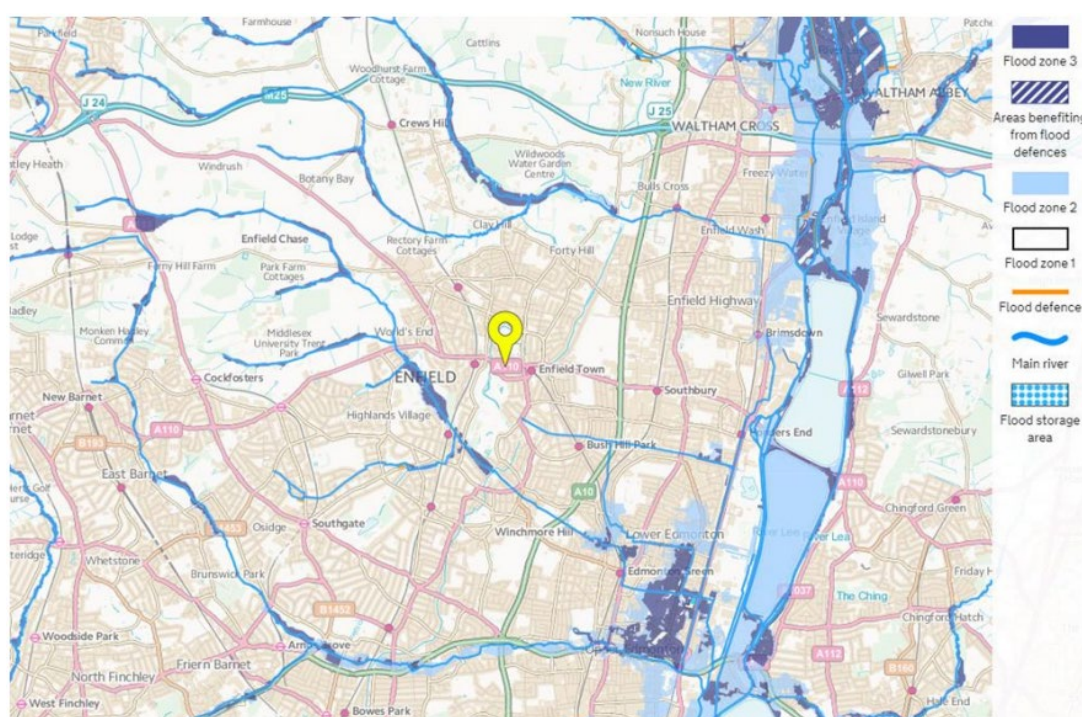 Farmhouse
Cattlins
Nonsuch House
Parkfield
Woodhurst Farm
Cottage
New River
J 24
M25
Crews Hill
J 25
WALTHAM CROSS
WALTHAM ABBEY
Windrush
Botany Bay
Wildwoods
Water Garden
Centre
Bulls Cross
Freezy Water
Clay Hill
Enfield Chase
Rectory Farm
Cottages
Forty Hill
Enfield Wash
Ferny Hill Farm
Park Farm
Cottages
Enfield Highway
Sewardstone
Monken Hadley
Common
Middlesex
University Trent
Park
World's End
Brimsdown
Cockfosters
ENFIELD
Enfield Town
Gilwell Park
New Barnet
Highlands Village
Southbury
A110
Sewardstonebury
B193
Bush Hill Park
East Barnet
A10
A110
Chingford Green
Southgate
Osidge
Winchmore Hill
Lower Edmonton
Whetstone
Brunswick Park
Edmonton Green
The Ching
B1452
Chingford Hatch
Woodside Park
Friern Barnet
A112
B160
North Finchley
West Finchley
Bowes Park
Hale End
Flood zone 3
Areas benefiting
from flood
defences
Flood zone 2
Flood zone 1
Flood defence
Main river
Flood storage
area